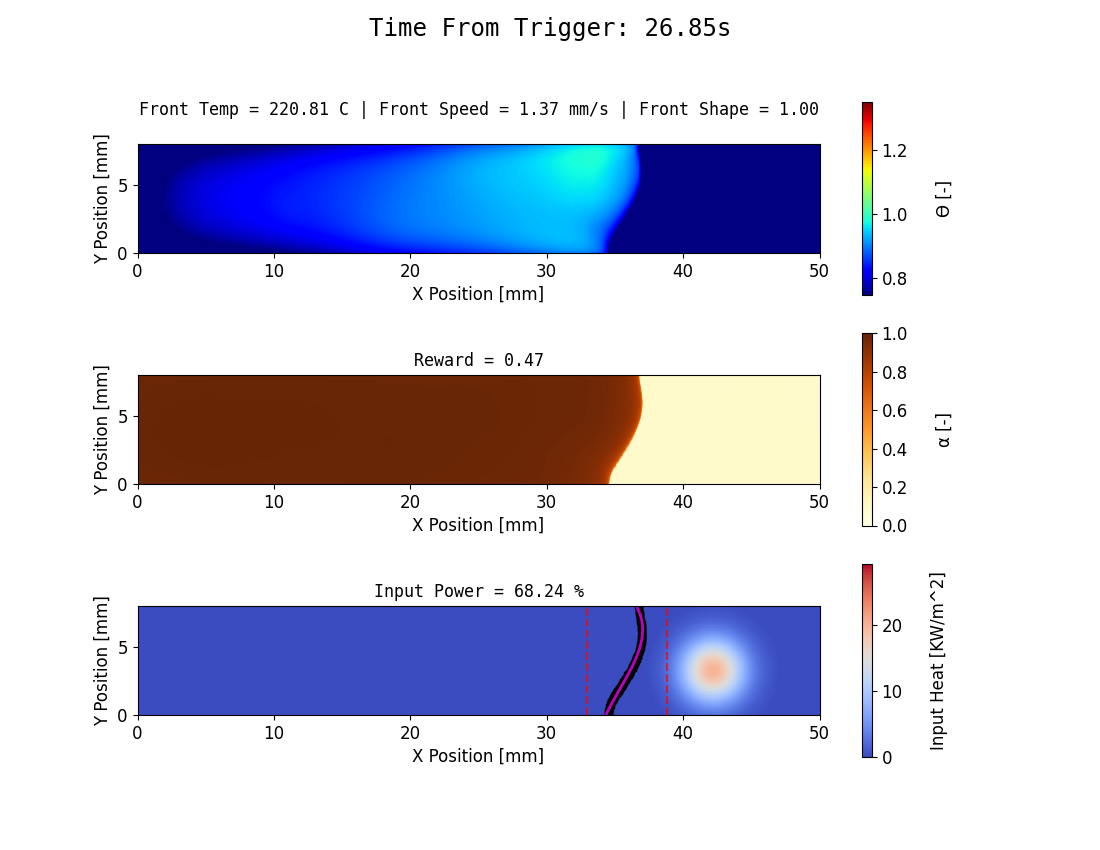 Time From Trigger: 26.85s
Front Temp = 220.81 C | Front Speed = 1.37 mm/s | Front Shape = 1.00
Y Position [mm]
5
0
0 10 20 30 40 50
X Position [mm]
1.2
1.0
0.8
Θ [-]
Reward = 0.47
Y Position [mm]
5
0
0 10 20 30 40 50
X Position [mm]
1.0
0.8
0.6
0.4
0.2
0.0
α [-]
Input Power = 68.24 %
Y Position [mm]
5
0
0 10 20 30 40 50
X Position [mm]
20
10
0
Input Heat [KW/m^2]